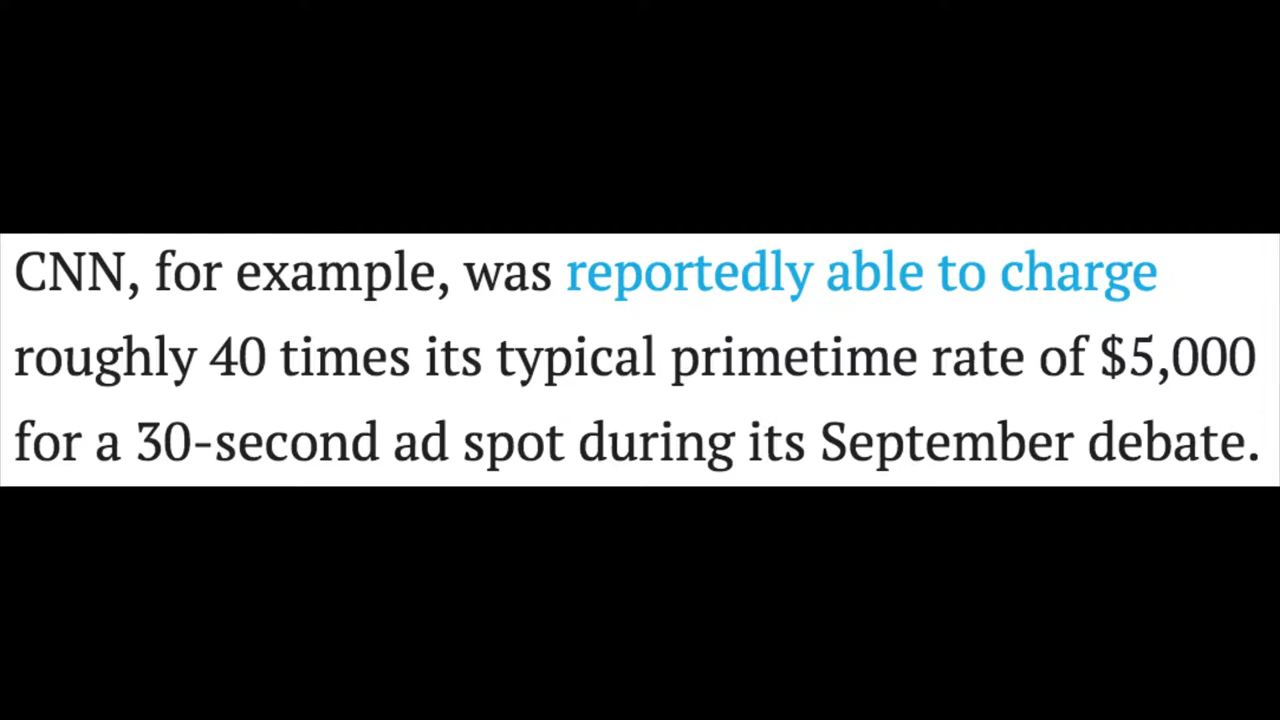 CNN, for example, was reportedly able to charge
roughly 40 times its typical primetime rate of $5,000
for a 30-second ad spot during its September debate.